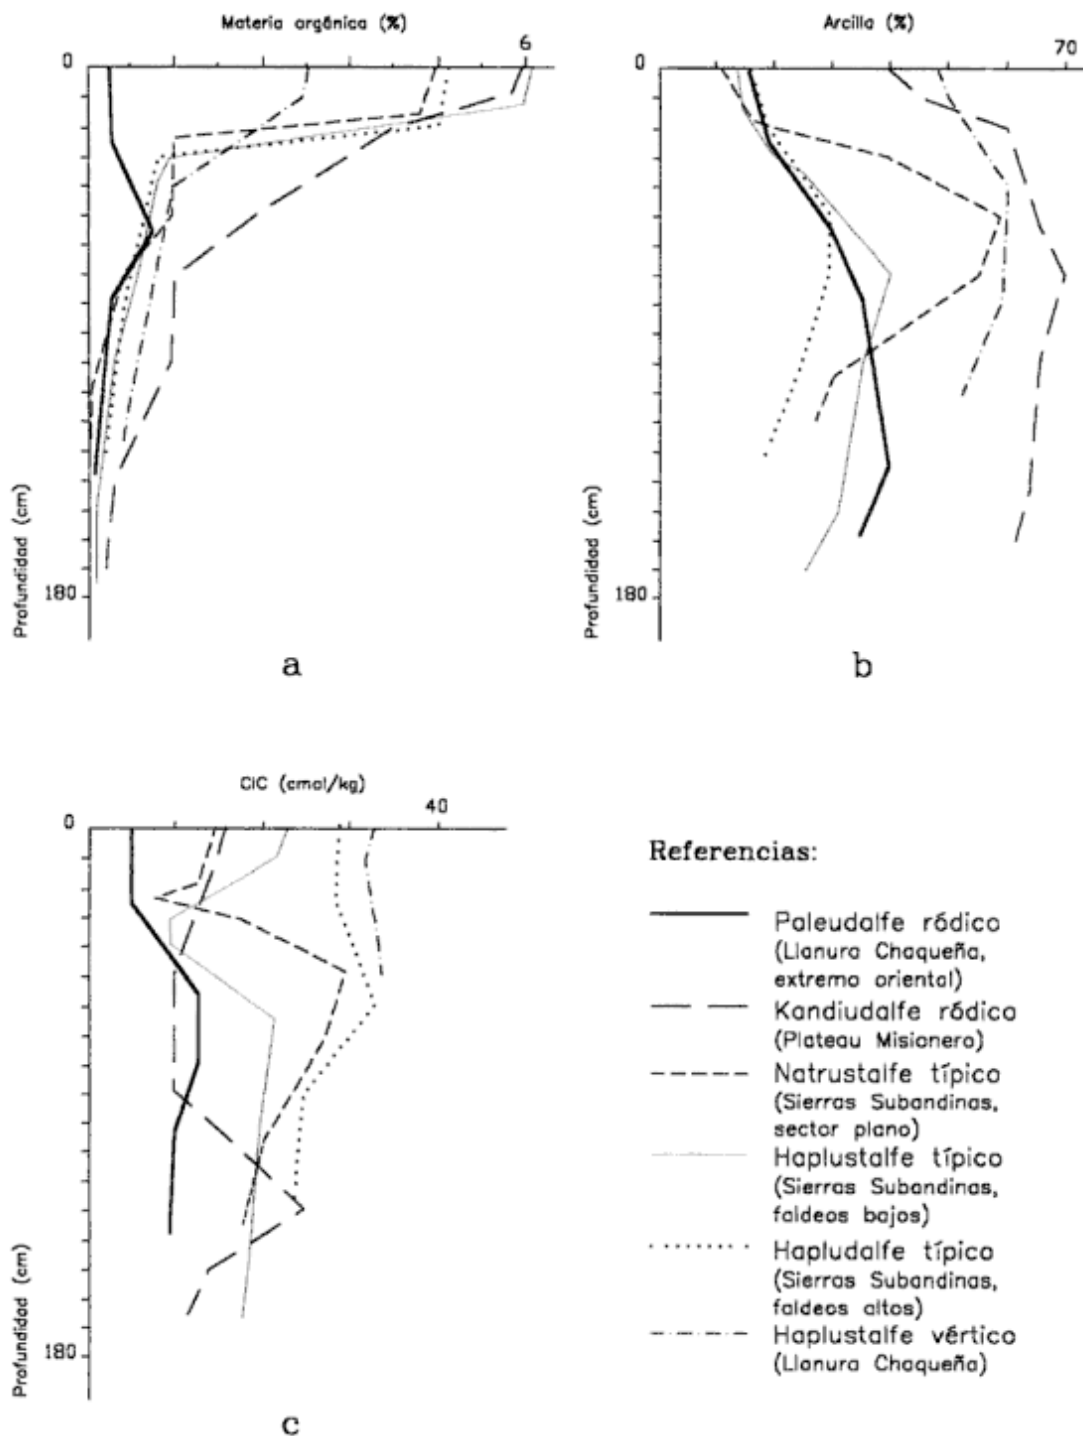 Materia orgánica (%)
0
6
Profundidad (cm)
180
a
Arcilla (%)
0
70
Profundidad (cm)
180
b
CIC (cmol/kg)
0
40
Profundidad (cm)
180
c
Referencias:
Paleudalfe ródico
(Llanura Chaqueña,
extremo oriental)
Kandiudalfe ródico
(Plateau Misionero)
Natrustalfe típico
(Sierras Subandinas,
sector plano)
Haplustalfe típico
(Sierras Subandinas,
faldeos bajos)
Hapludalfe típico
(Sierras Subandinas,
faldeos altos)
Haplustalfe vértico
(Llanura Chaqueña)